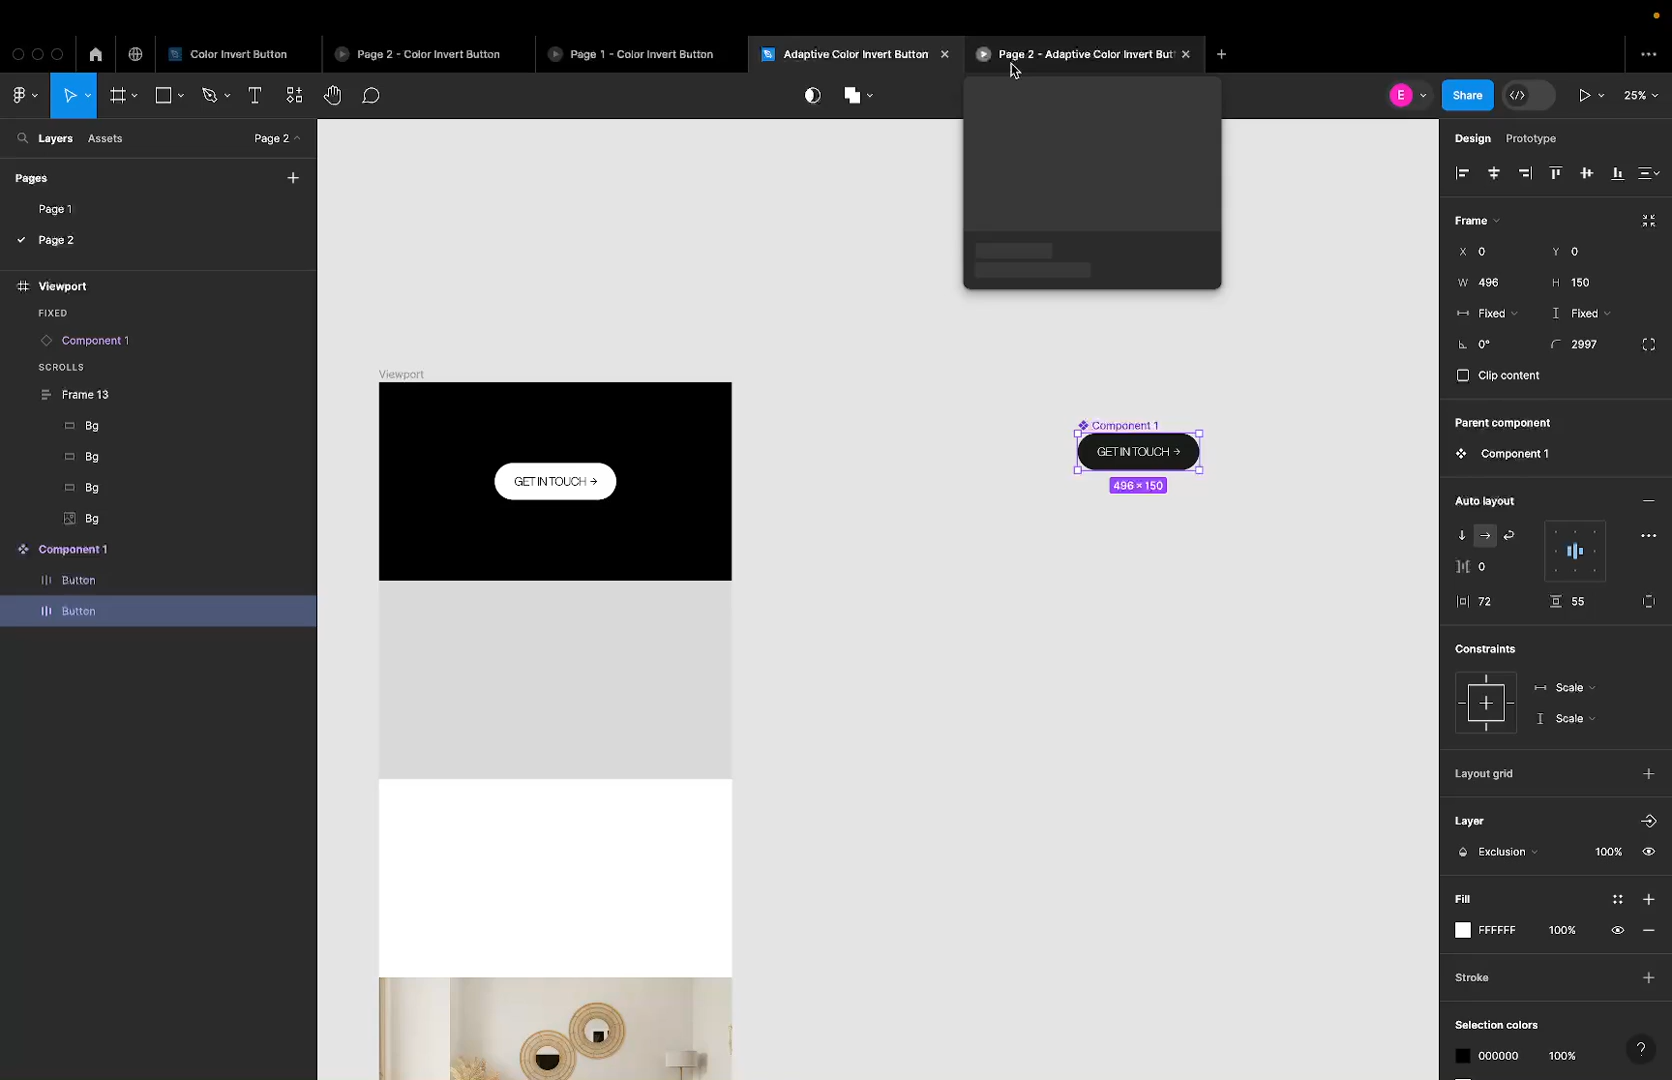 Color Invert Button
Page 2 - Color Invert Button
Page 1 - Color Invert Button
Adaptive Color Invert Button
Page 2 - Adaptive Color Invert But
E
Share
25%
Layers
Assets
Page 2
Pages
Page 1
Page 2
Viewport
FIXED
Component 1
SCROLLS
Frame 13
Bg
Bg
Bg
Bg
Component 1
Button
Button
Viewport
GET IN TOUCH →
Component 1
GET IN TOUCH →
496 × 150
Design
Prototype
Frame
X 0
Y 0
W 496
H 150
Fixed
Fixed
0°
2997
Clip content
Parent component
Component 1
Auto layout
0
72
55
Constraints
Scale
Scale
Layout grid
Layer
Exclusion
100%
Fill
FFFFFF
100%
Stroke
Selection colors
000000
100%
?